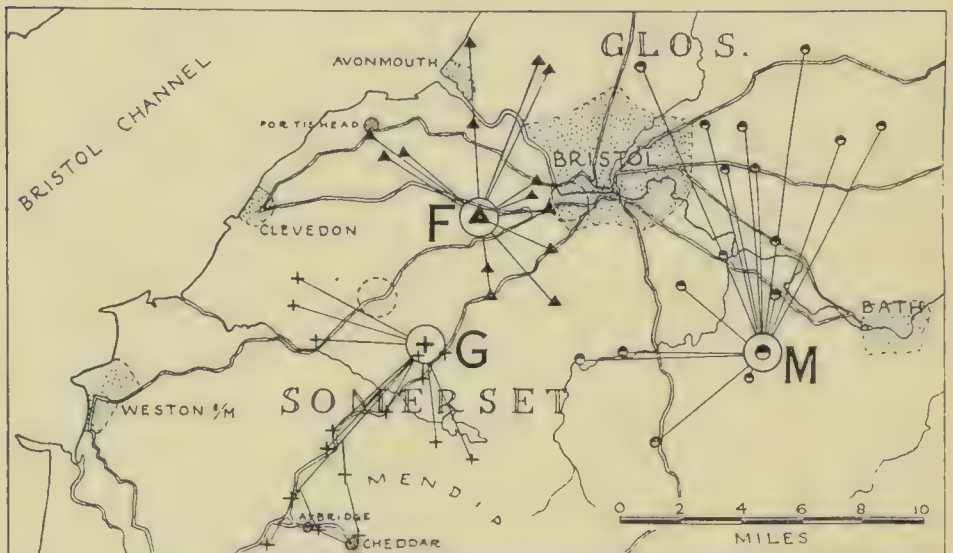 GLOS.
AVONMOUTH
BRISTOL CHANNEL
PORTISHEAD
BRISTOL
F
CLEVEDON
BATH
G
M
SOMERSET
WESTON S/M
MEND
AXBRIDGE
CHEDDAR
0 2 4 6 8 10
MILES